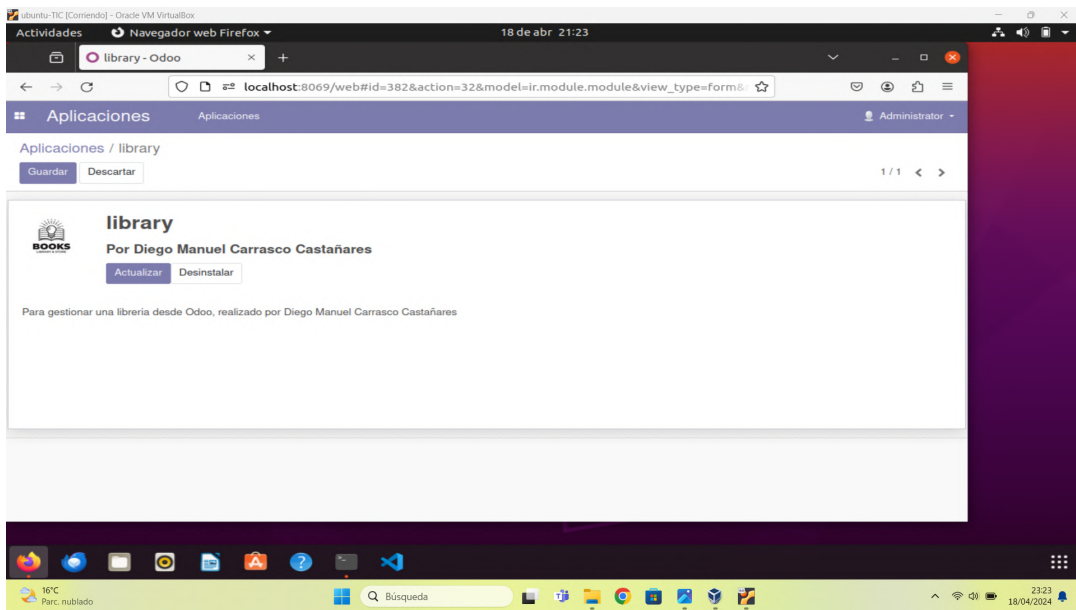 ubuntu-TIC [Corriendo] - Oracle VM VirtualBox
Actividades Navegador web Firefox 18 de abr 21:23
library - Odoo
localhost:8069/web#id=382&action=32&model=ir.module.module&view_type=form&
Aplicaciones Aplicaciones Administrator
Aplicaciones / library
Guardar Descartar 1 / 1
library
BOOKS
Por Diego Manuel Carrasco Castañares
Actualizar Desinstalar
Para gestionar una libreria desde Odoo, realizado por Diego Manuel Carrasco Castañares
16°C
Parc. nublado
Búsqueda
23:23
18/04/2024